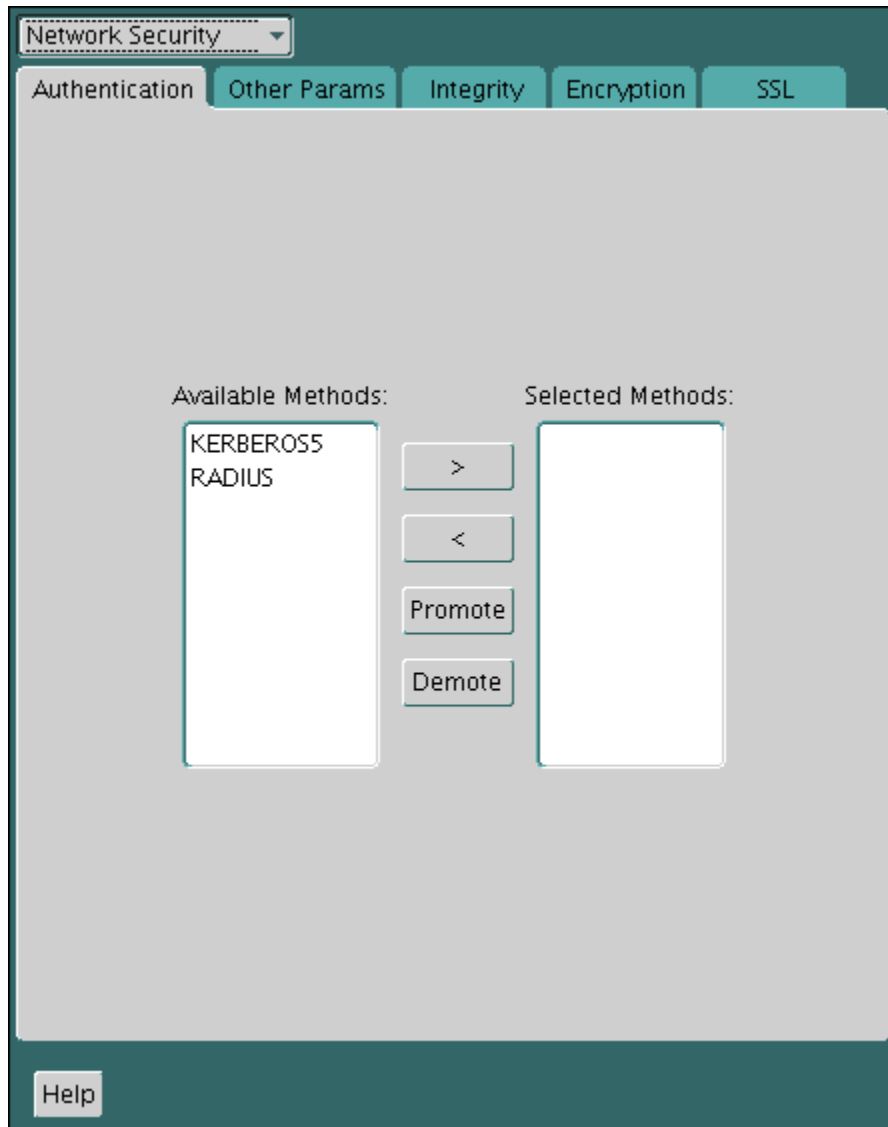 Network Security
Authentication Other Params Integrity Encryption SSL
Available Methods: Selected Methods:
KERBEROS5
RADIUS
>
<
Promote
Demote
Help